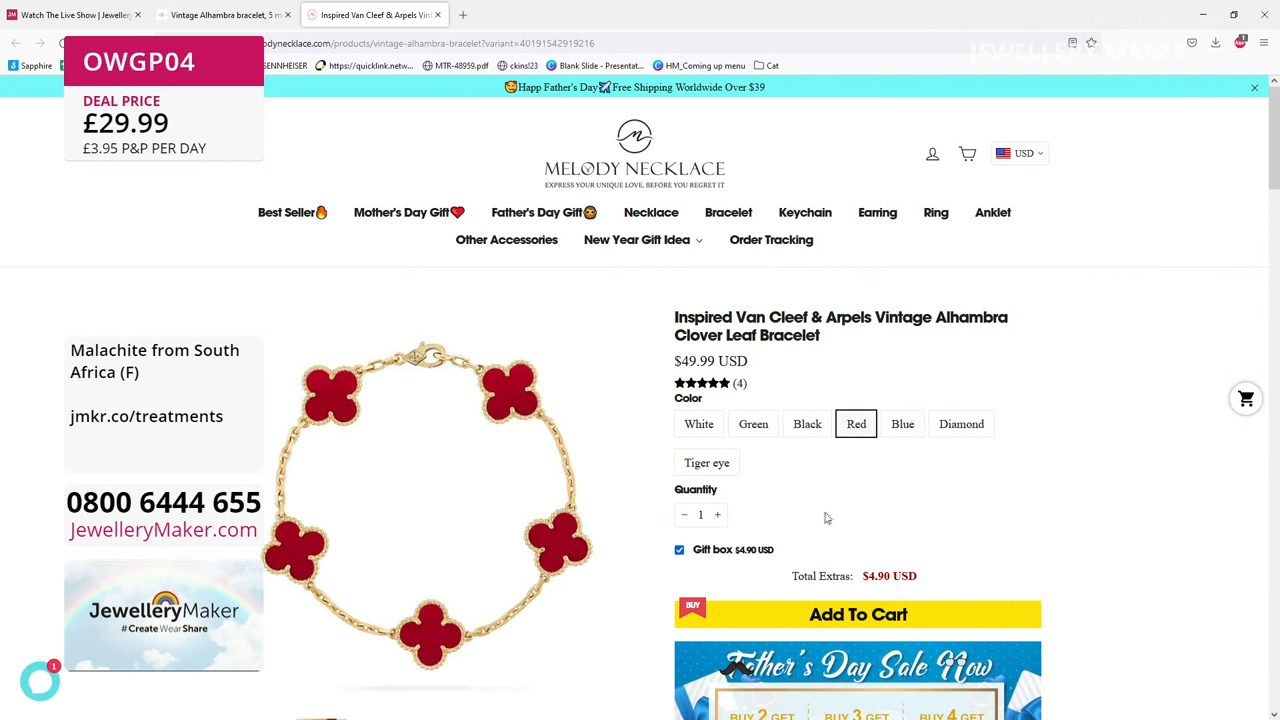 Watch The Live Show | Jewellery
Vintage Alhambra bracelet, 5 m
Inspired Van Cleef & Arpels Vint
odynecklace.com/products/vintage-alhambra-bracelet?variant=40191542919216
JEWELLERY MAKER
Sapphire
SENNHEISER
https://quicklink.netw...
MTR-48959.pdf
ckins!23
Blank Slide - Presentat...
HM_Coming up menu
Cat
OWGP04
DEAL PRICE
£29.99
£3.95 P&P PER DAY
Happ Father's Day Free Shipping Worldwide Over $39
MELODY NECKLACE
EXPRESS YOUR UNIQUE LOVE, BEFORE YOU REGRET IT
USD
Best Seller Mother's Day Gift Father's Day Gift Necklace Bracelet Keychain Earring Ring Anklet
Other Accessories New Year Gift Idea Order Tracking
Malachite from South
Africa (F)
jmkr.co/treatments
0800 6444 655
JewelleryMaker.com
JewelleryMaker
#CreateWearShare
1
Inspired Van Cleef & Arpels Vintage Alhambra
Clover Leaf Bracelet
$49.99 USD
★★★★★ (4)
Color
White Green Black Red Blue Diamond
Tiger eye
Quantity
− 1 +
Gift box $4.90 USD
Total Extras: $4.90 USD
BUY
Add To Cart
Father's Day Sale Now
BUY 2 GET BUY 3 GET BUY 4 GET